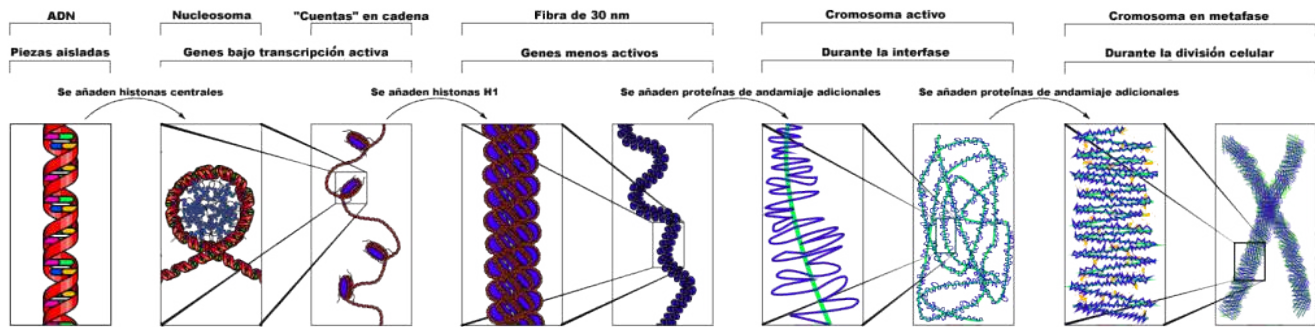 ADN
Nucleosoma
"Cuentas" en cadena
Fibra de 30 nm
Cromosoma activo
Cromosoma en metafase
Piezas aisladas
Genes bajo transcripción activa
Genes menos activos
Durante la interfase
Durante la división celular
Se añaden histonas centrales
Se añaden histonas H1
Se añaden proteínas de andamiaje adicionales
Se añaden proteínas de andamiaje adicionales